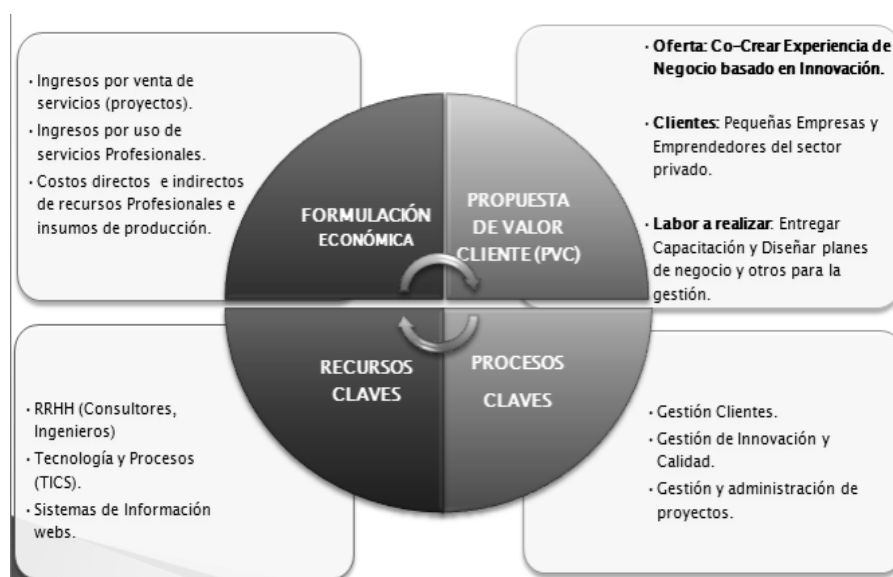 · Ingresos por venta de
servicios (proyectos).
· Ingresos por uso de
servicios Profesionales.
· Costos directos e indirectos
de recursos Profesionales e
insumos de producción.
FORMULACIÓN
ECONÓMICA
PROPUESTA
DE VALOR
CLIENTE (PVC)
· Oferta: Co-Crear Experiencia de
Negocio basado en Innovación.
· Clientes: Pequeñas Empresas y
Emprendedores del sector
privado.
· Labor a realizar: Entregar
Capacitación y Diseñar planes
de negocio y otros para la
gestión.
RECURSOS
CLAVES
PROCESOS
CLAVES
· RRHH (Consultores,
Ingenieros)
· Tecnología y Procesos
(TICS).
· Sistemas de Información
webs.
· Gestión Clientes.
· Gestión de Innovación y
Calidad.
· Gestión y administración de
proyectos.